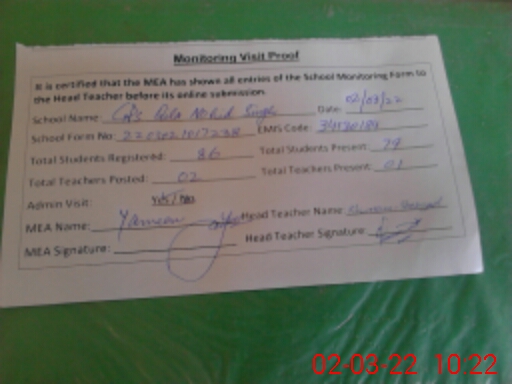 Monitoring Visit Proof
It is certified that the MEA has shown all entries of the School Monitoring Form to
the Head Teacher before its online submission.
School Name: Singh Date: 02/03/22
School Form No: EMIS Code:
Total Students Registered: 86 Total Students Present: 79
Total Teachers Posted: 02 Total Teachers Present: 01
Admin Visit: Yes / No
MEA Name: Head Teacher Name:
MEA Signature: Head Teacher Signature:
02-03-22 10:22